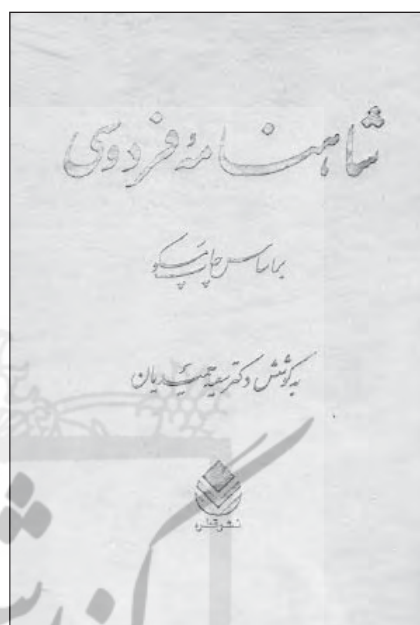 شاهنامهٔ فردوسی
براساس چاپ مسکو
به کوشش دکتر سعید حمیدیان
نشر قطره